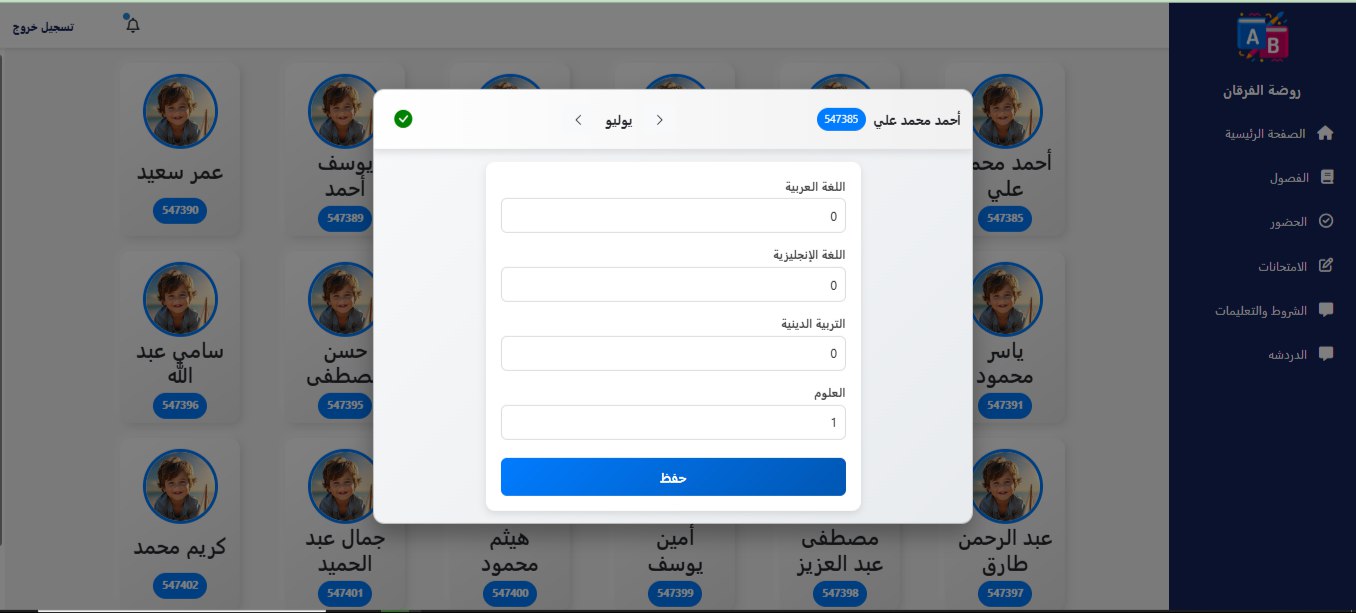 تسجيل خروج
A
B
روضة الفرقان
الصفحة الرئيسية
الفصول
الحضور
الامتحانات
الشروط والتعليمات
الدردشه
أحمد محمد علي 547385
يوليو
اللغة العربية
0
اللغة الإنجليزية
0
التربية الدينية
0
العلوم
1
حفظ
أحمد محمد
علي
547385
يوسف
أحمد
547389
عمر سعيد
547390
ياسر
محمود
547391
حسن
مصطفى
547395
سامي عبد
الله
547396
عبد الرحمن
طارق
547397
مصطفى
عبد العزيز
547398
أمين
يوسف
547399
هيثم
محمود
547400
جمال عبد
الحميد
547401
كريم محمد
547402